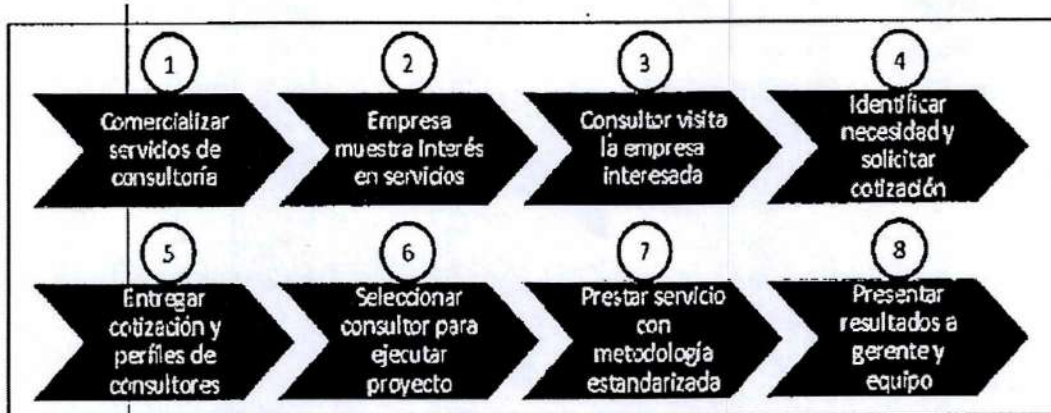 1
Comercializar
servicios de
consultoría
2
Empresa
muestra interés
en servicios
3
Consultor visita
la empresa
interesada
4
Identificar
necesidad y
solicitar
cotización
5
Entregar
cotización y
perfiles de
consultores
6
Seleccionar
consultor para
ejecutar
proyecto
7
Prestar servicio
con
metodología
estandarizada
8
Presentar
resultados a
gerente y
equipo